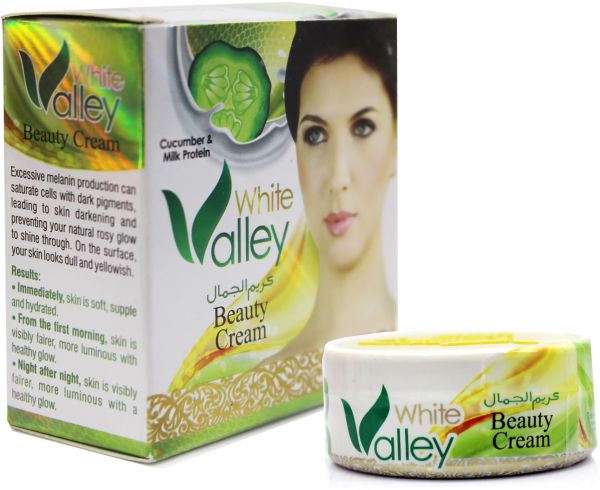 White
Valley
Beauty Cream
Excessive melanin production can
saturate cells with dark pigments,
leading to skin darkening and
preventing your natural rosy glow
to shine through. On the surface,
your skin looks dull and yellowish.
Results:
• Immediately, skin is soft, supple
and hydrated.
• From the first morning, skin is
visibly fairer, more luminous with
healthy glow.
• Night after night, skin is visibly
fairer, more luminous with a
healthy glow.
Cucumber &
Milk Protein
White
Valley
كريم الجمال
Beauty
Cream
White
Valley
كريم الجمال
Beauty
Cream